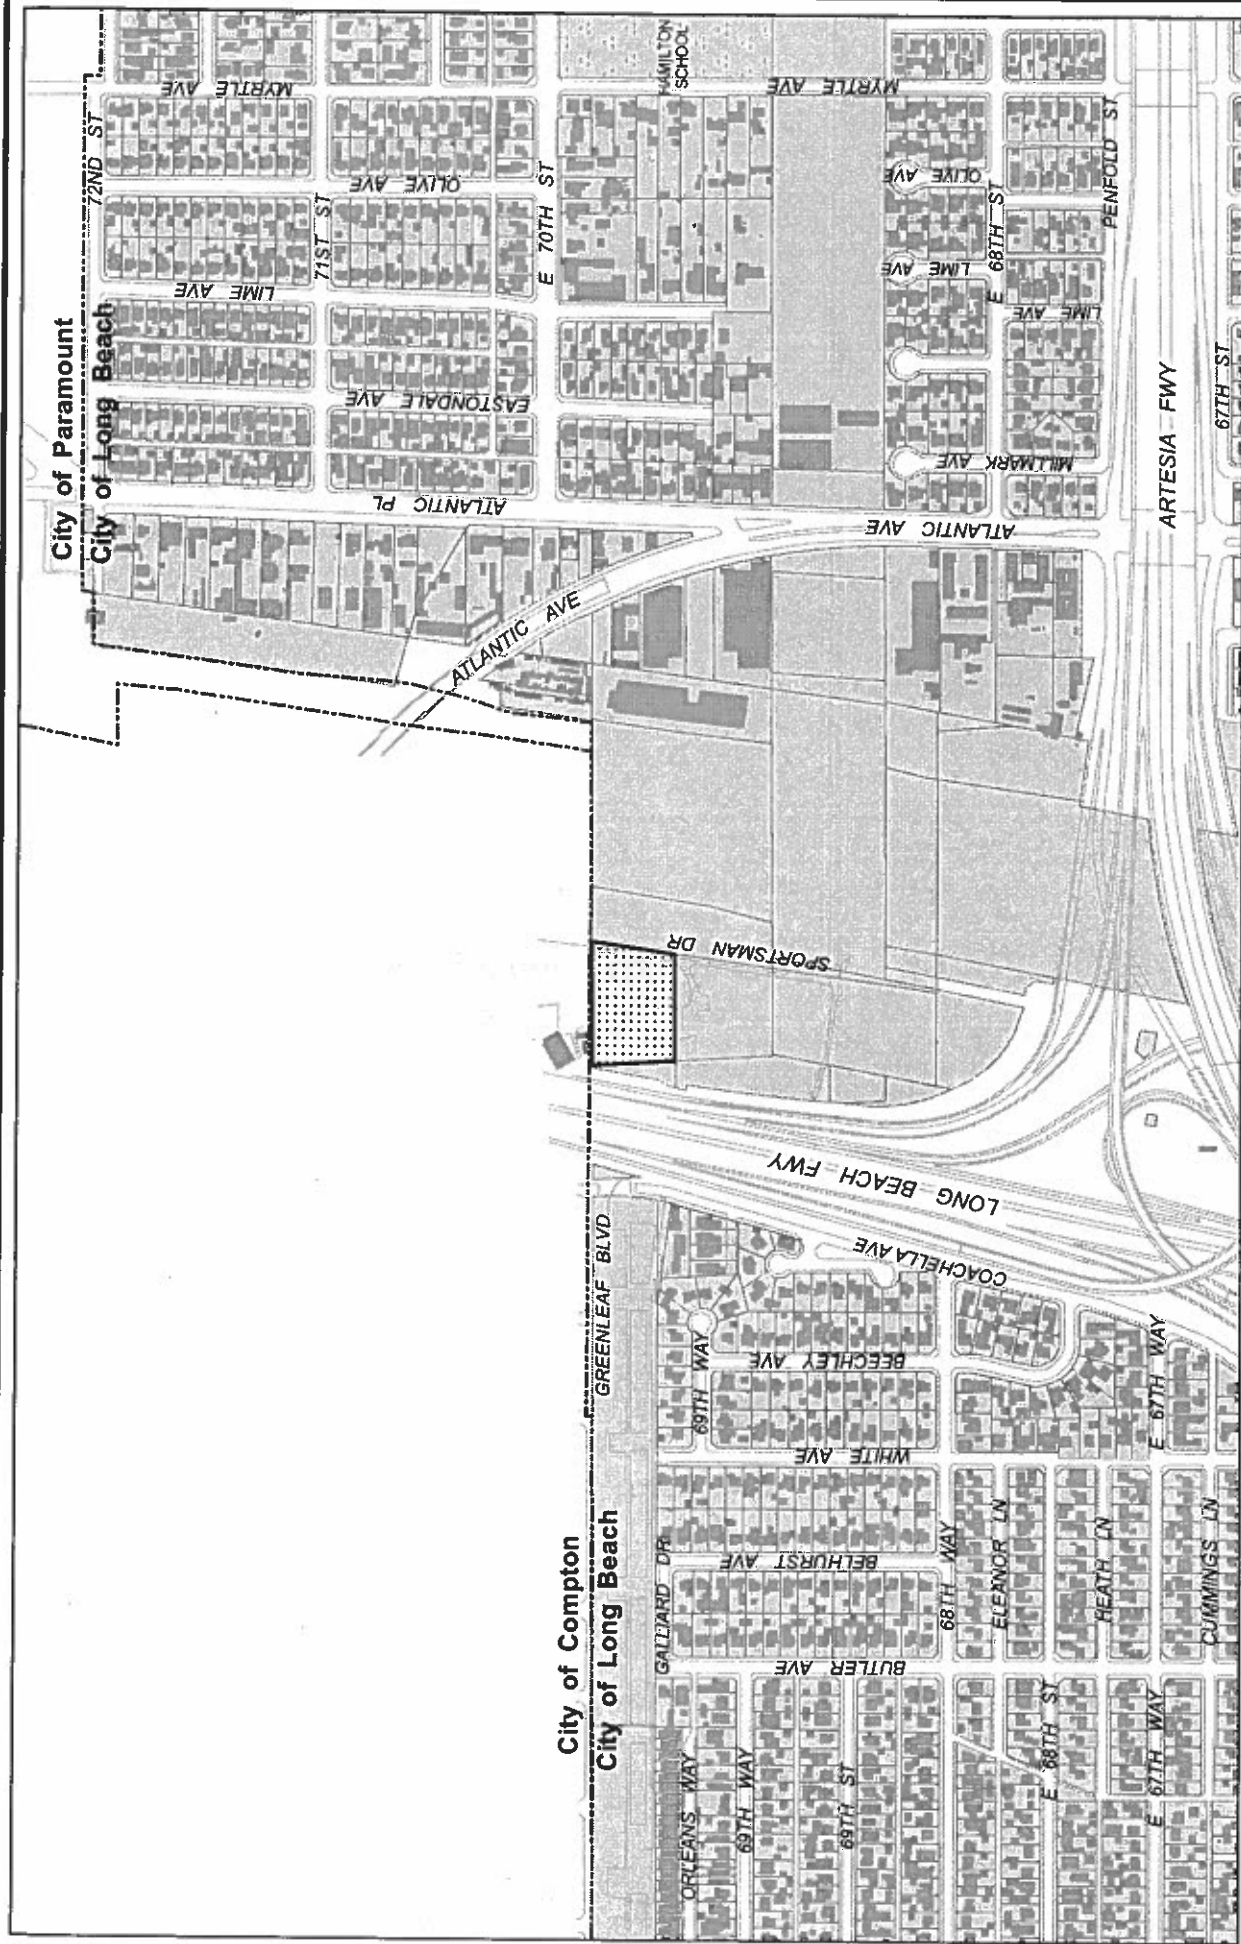 City of Paramount
City of Long Beach
72ND ST
MYRTLE AVE
OLIVE AVE
71ST ST
LIME AVE
EASTONDALE AVE
ATLANTIC PL
E 70TH ST
HAMILTON
SCHOOL
MYRTLE AVE
OLIVE AVE
LIME AVE
E 68TH ST
LIME AVE
PENFOLD ST
MILLMARK AVE
ATLANTIC AVE
ATLANTIC AVE
ARTESIA FWY
67TH ST
SPORTSMAN DR
LONG BEACH FWY
COACHELLA AVE
GREENLEAF BLVD
69TH WAY
BEECHLEY AVE
E 67TH WAY
WHITE AVE
City of Compton
City of Long Beach
GALLIARD DR
BELHURST AVE
68TH WAY
ELEANOR LN
HEATH LN
CUMMINGS LN
BUTLER AVE
ORLEANS WAY
69TH WAY
69TH ST
E 68TH ST
E 67TH WAY